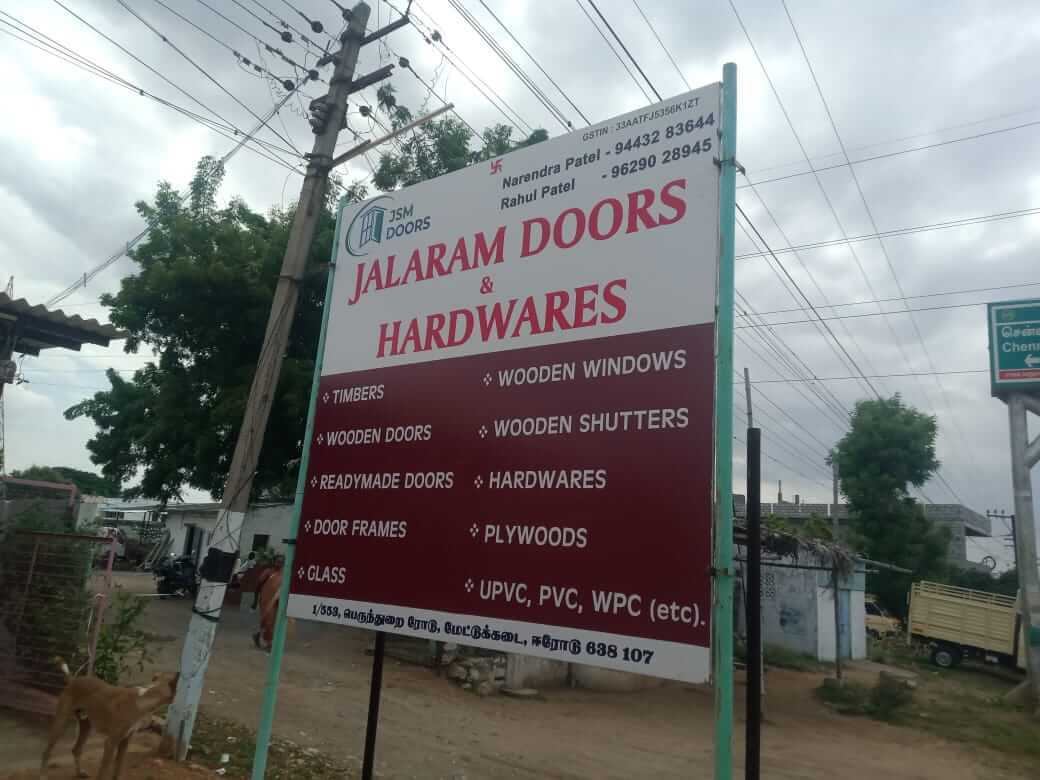 GSTIN : 33AATFJ5356K1ZT
Narendra Patel - 94432 83644
Rahul Patel - 96290 28945
JSM
DOORS
JALARAM DOORS
&
HARDWARES
❖ TIMBERS
❖ WOODEN DOORS
❖ READYMADE DOORS
❖ DOOR FRAMES
❖ GLASS
❖ WOODEN WINDOWS
❖ WOODEN SHUTTERS
❖ HARDWARES
❖ PLYWOODS
❖ UPVC, PVC, WPC (etc).
1/553, பெருந்துறை ரோடு, மேட்டுக்கடை, ஈரோடு 638 107